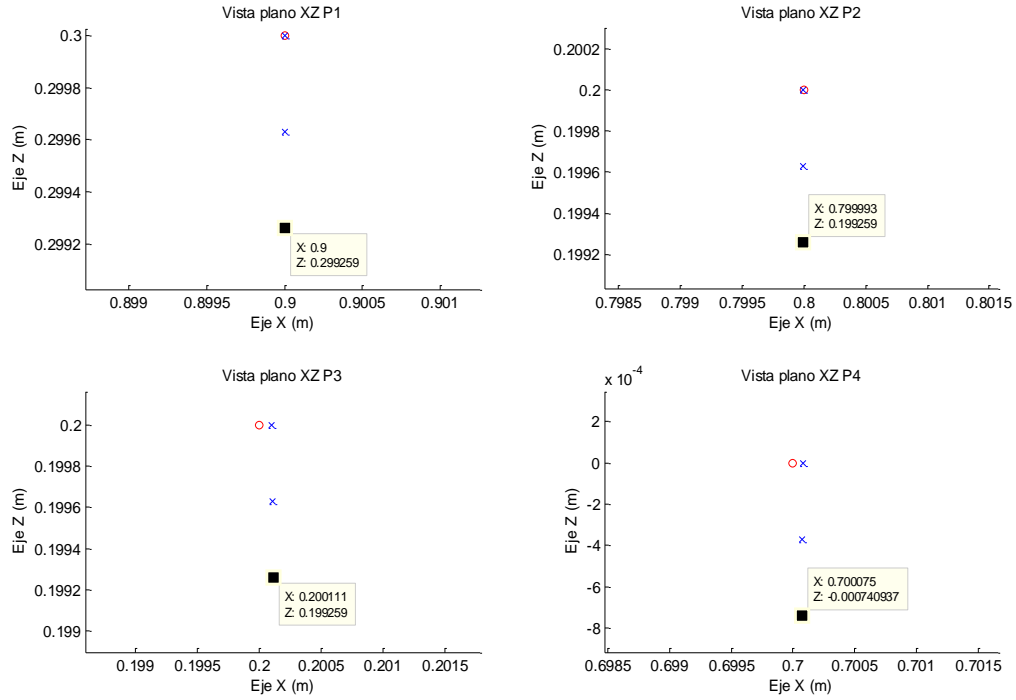 Vista plano XZ P1
0.3
0.2998
0.2996
0.2994
0.2992
Eje Z (m)
X: 0.9
Z: 0.299259
0.899 0.8995 0.9 0.9005 0.901
Eje X (m)
Vista plano XZ P2
0.2002
0.2
0.1998
0.1996
0.1994
0.1992
Eje Z (m)
X: 0.799993
Z: 0.199259
0.7985 0.799 0.7995 0.8 0.8005 0.801 0.8015
Eje X (m)
Vista plano XZ P3
0.2
0.1998
0.1996
0.1994
0.1992
0.199
Eje Z (m)
X: 0.200111
Z: 0.199259
0.199 0.1995 0.2 0.2005 0.201 0.2015
Eje X (m)
Vista plano XZ P4
x 10-4
2
0
-2
-4
-6
-8
Eje Z (m)
X: 0.700075
Z: -0.000740937
0.6985 0.699 0.6995 0.7 0.7005 0.701 0.7015
Eje X (m)